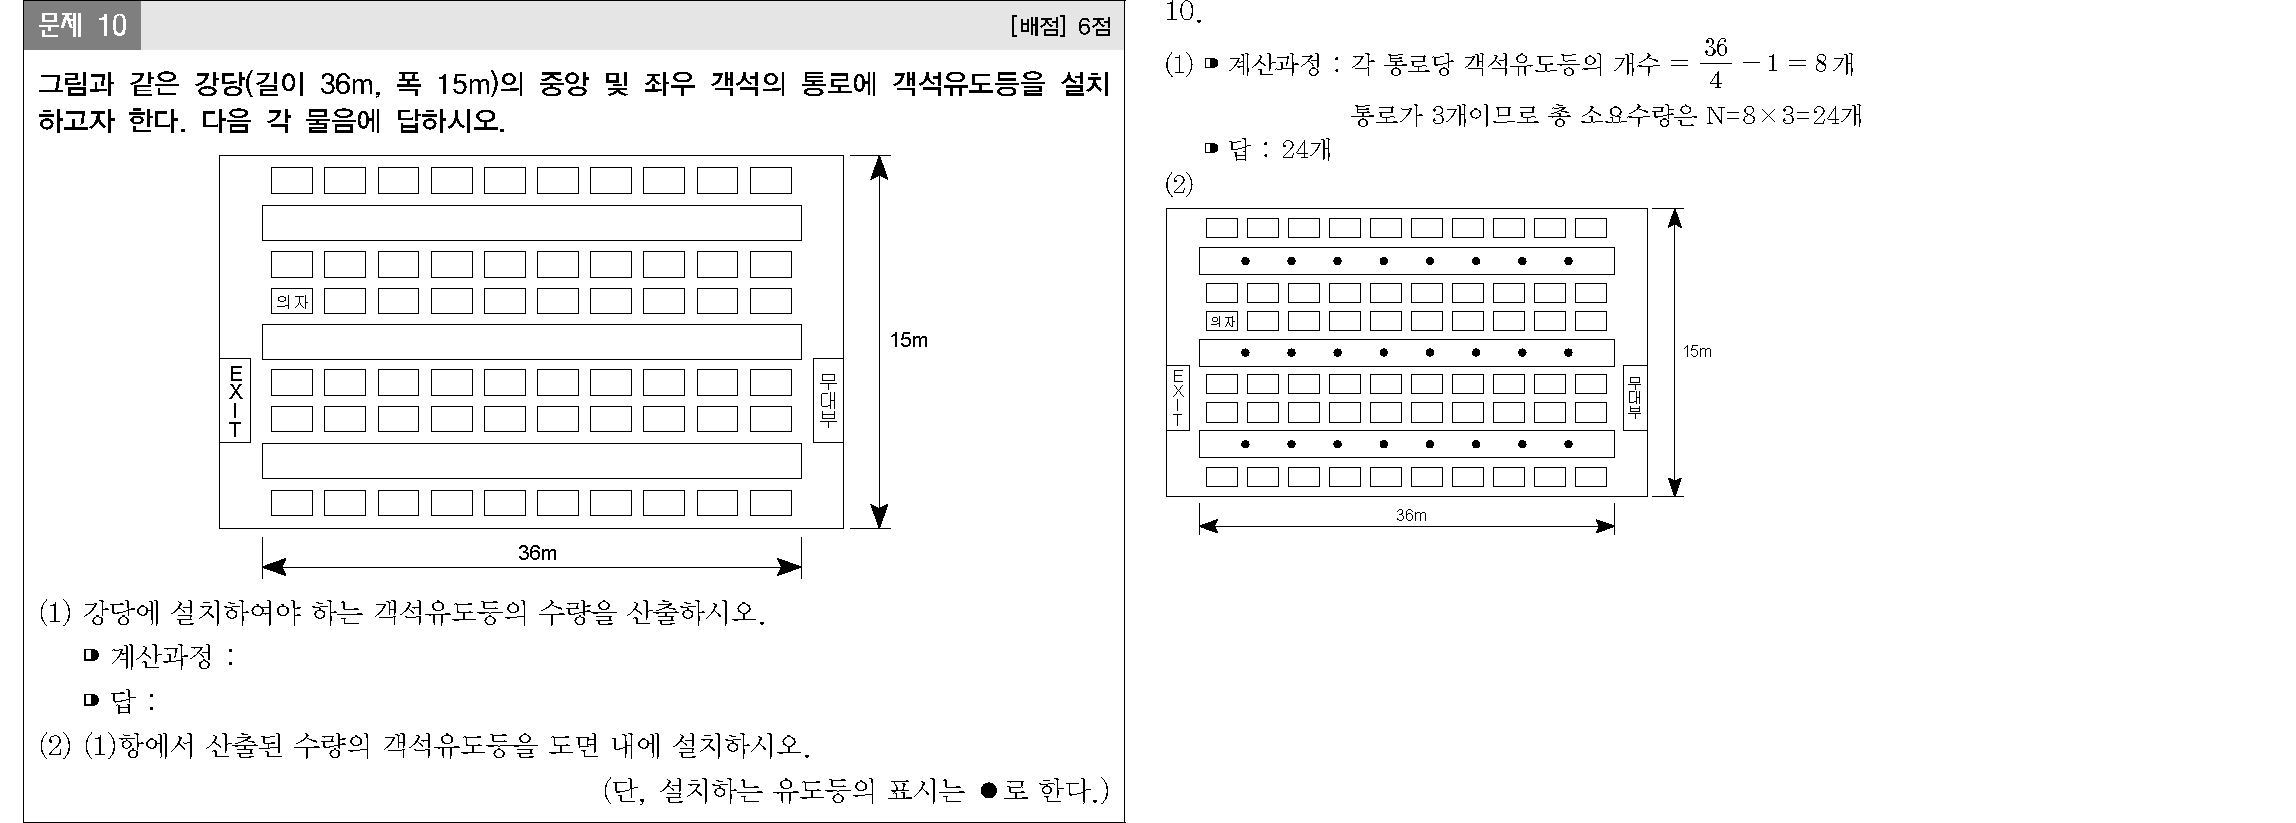 문제 10
[배점] 6점
그림과 같은 강당(길이 36m, 폭 15m)의 중앙 및 좌우 객석의 통로에 객석유도등을 설치
하고자 한다. 다음 각 물음에 답하시오.
의자
EXIT
무대부
15m
36m
(1) 강당에 설치하여야 하는 객석유도등의 수량을 산출하시오.
계산과정 :
답 :
(2) (1)항에서 산출된 수량의 객석유도등을 도면 내에 설치하시오.
(단, 설치하는 유도등의 표시는 ●로 한다.)
10.
(1) 계산과정 : 각 통로당 객석유도등의 개수 = 36/4 - 1 = 8개
통로가 3개이므로 총 소요수량은 N=8×3=24개
답 : 24개
(2)
의자
EXIT
무대부
15m
36m